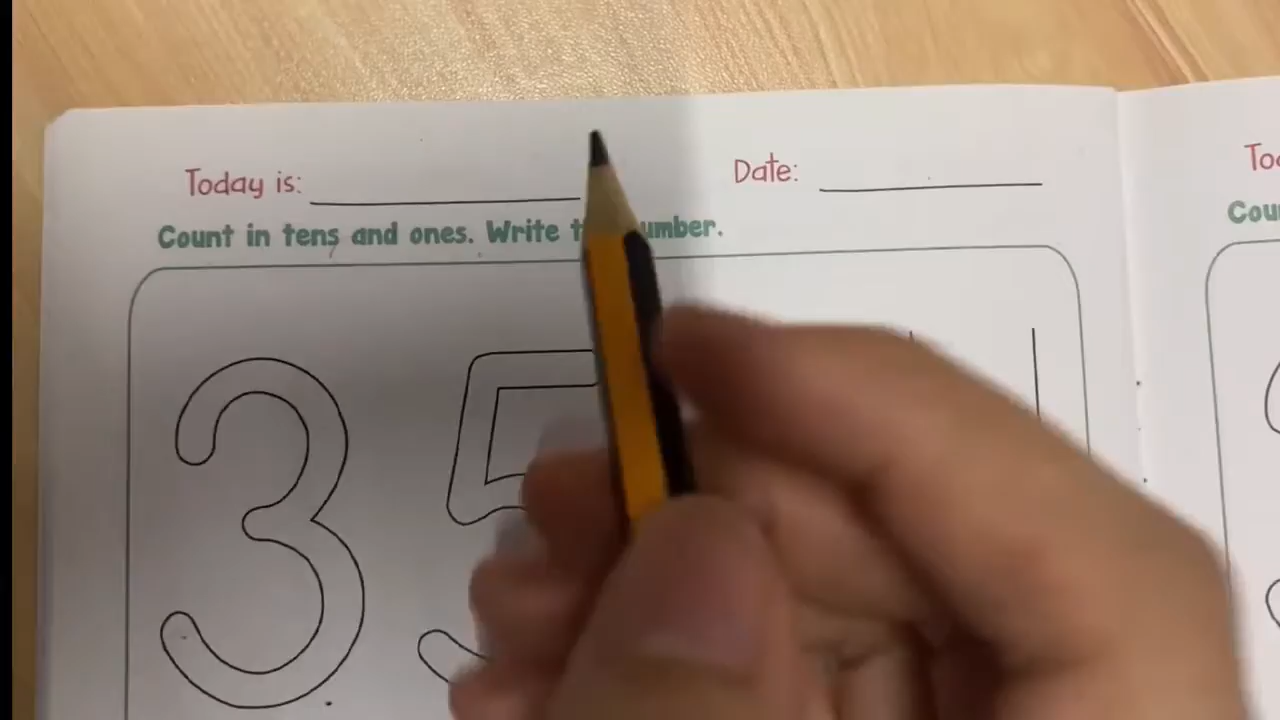 Today is: Date:
Count in tens and ones. Write umber.
35
To
Cou